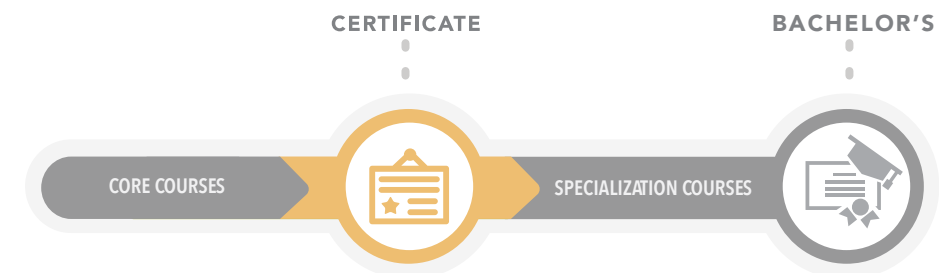 CERTIFICATE
BACHELOR'S
CORE COURSES
SPECIALIZATION COURSES